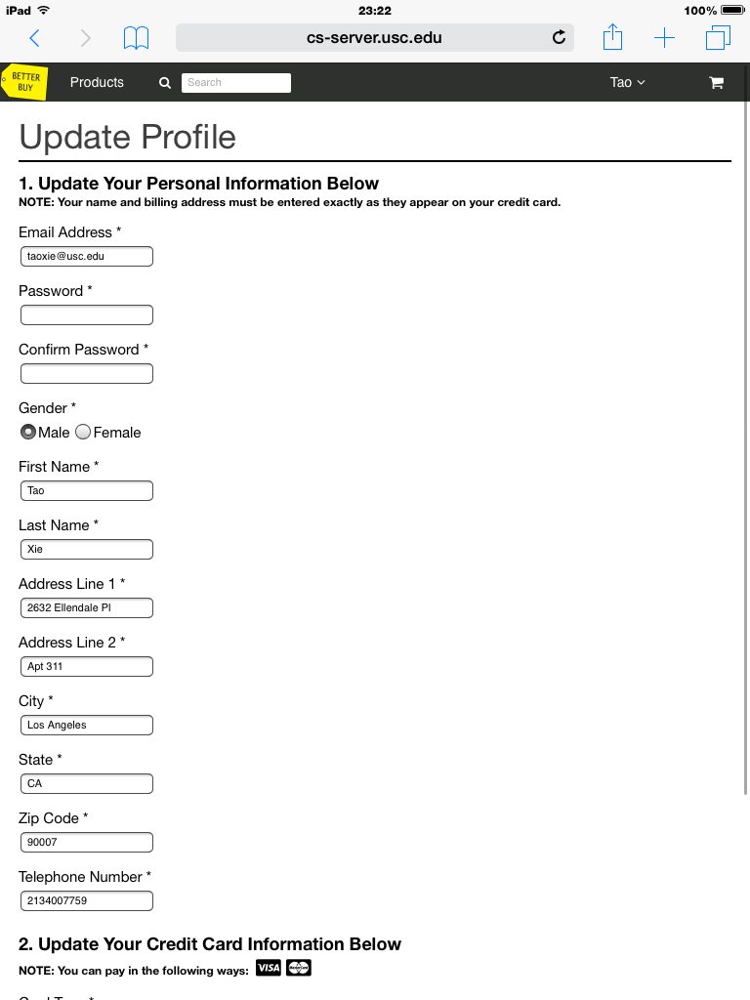 iPad 23:22 100%
cs-server.usc.edu
BETTER
BUY
Products Search Tao
Update Profile
1. Update Your Personal Information Below
NOTE: Your name and billing address must be entered exactly as they appear on your credit card.
Email Address *
taoxie@usc.edu
Password *
Confirm Password *
Gender *
Male Female
First Name *
Tao
Last Name *
Xie
Address Line 1 *
2632 Ellendale Pl
Address Line 2 *
Apt 311
City *
Los Angeles
State *
CA
Zip Code *
90007
Telephone Number *
2134007759
2. Update Your Credit Card Information Below
NOTE: You can pay in the following ways: VISA MasterCard